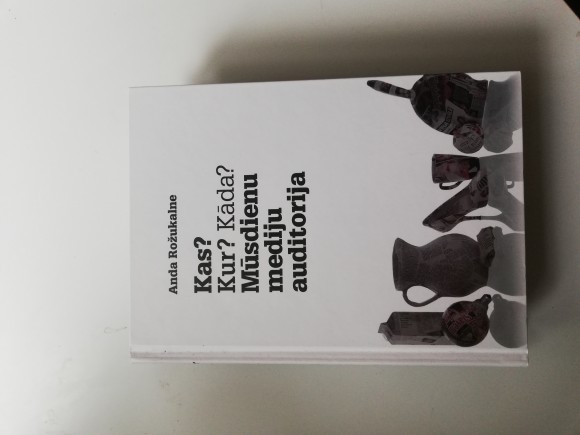 Anda Rožukalne
Kas?
Kur? Kāda?
Mūsdienu
mediju
auditorija